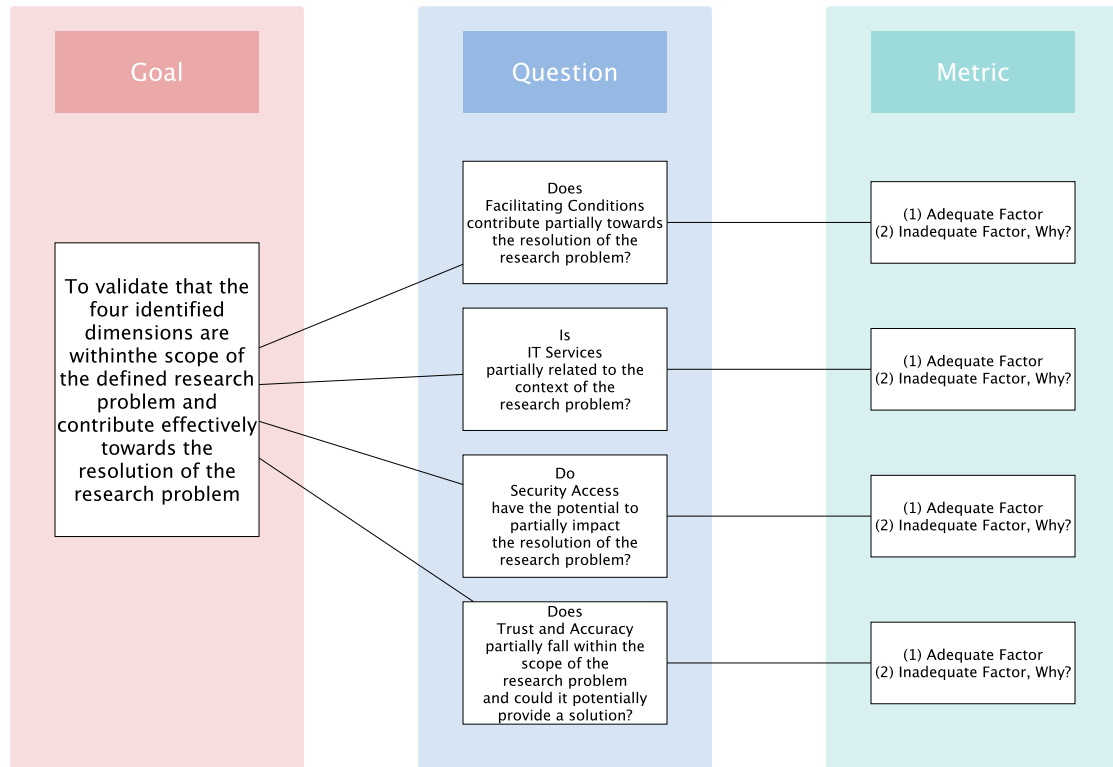 Goal
Question
Metric
To validate that the
four identified
dimensions are
withinthe scope of
the defined research
problem and
contribute effectively
towards the
resolution of the
research problem
Does
Facilitating Conditions
contribute partially towards
the resolution of the
research problem?
(1) Adequate Factor
(2) Inadequate Factor, Why?
Is
IT Services
partially related to the
context of the
research problem?
(1) Adequate Factor
(2) Inadequate Factor, Why?
Do
Security Access
have the potential to
partially impact
the resolution of the
research problem?
(1) Adequate Factor
(2) Inadequate Factor, Why?
Does
Trust and Accuracy
partially fall within the
scope of the
research problem
and could it potentially
provide a solution?
(1) Adequate Factor
(2) Inadequate Factor, Why?